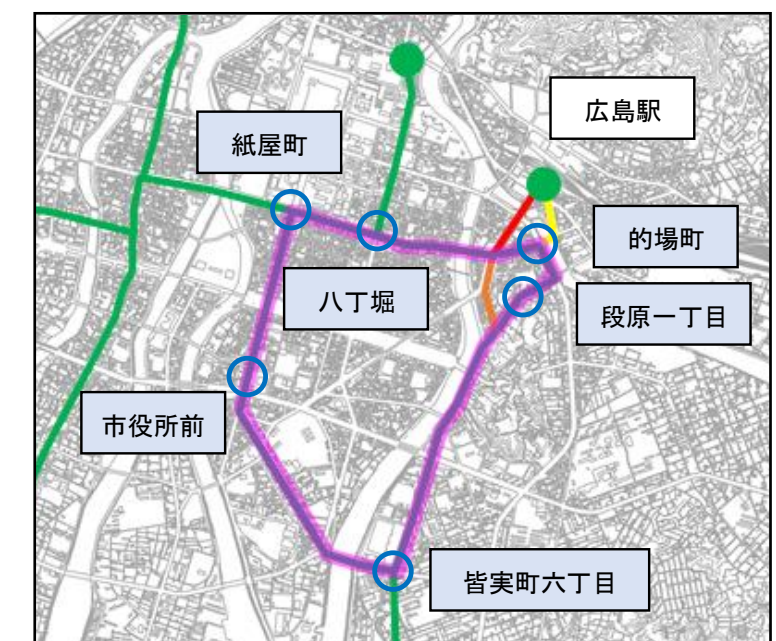 広島駅
紙屋町
的場町
八丁堀
段原一丁目
市役所前
皆実町六丁目